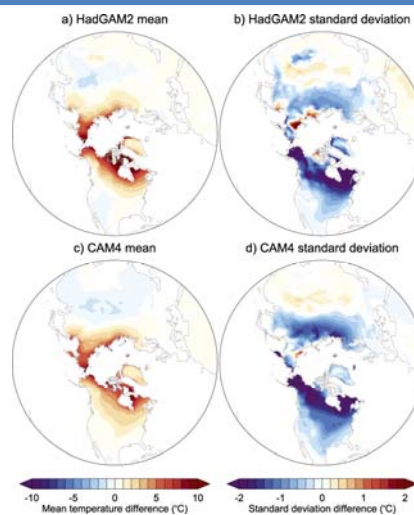 a) HadGAM2 mean
b) HadGAM2 standard deviation
c) CAM4 mean
d) CAM4 standard deviation
-10 -5 0 5 10
Mean temperature difference (°C)
-2 -1 0 1 2
Standard deviation difference (°C)